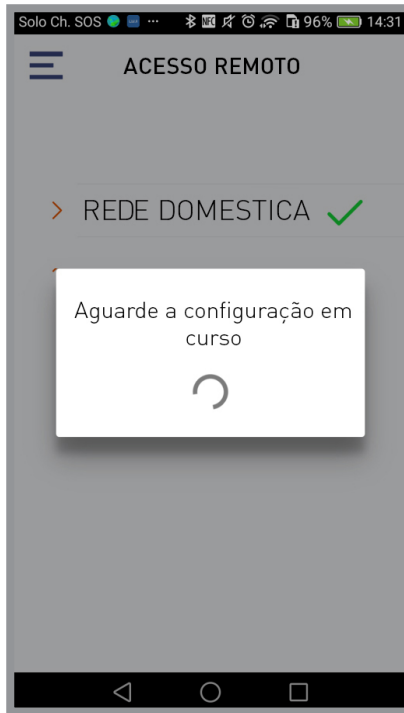 Solo Ch. SOS ... 96% 14:31
ACESSO REMOTO
REDE DOMESTICA
Aguarde a configuração em
curso